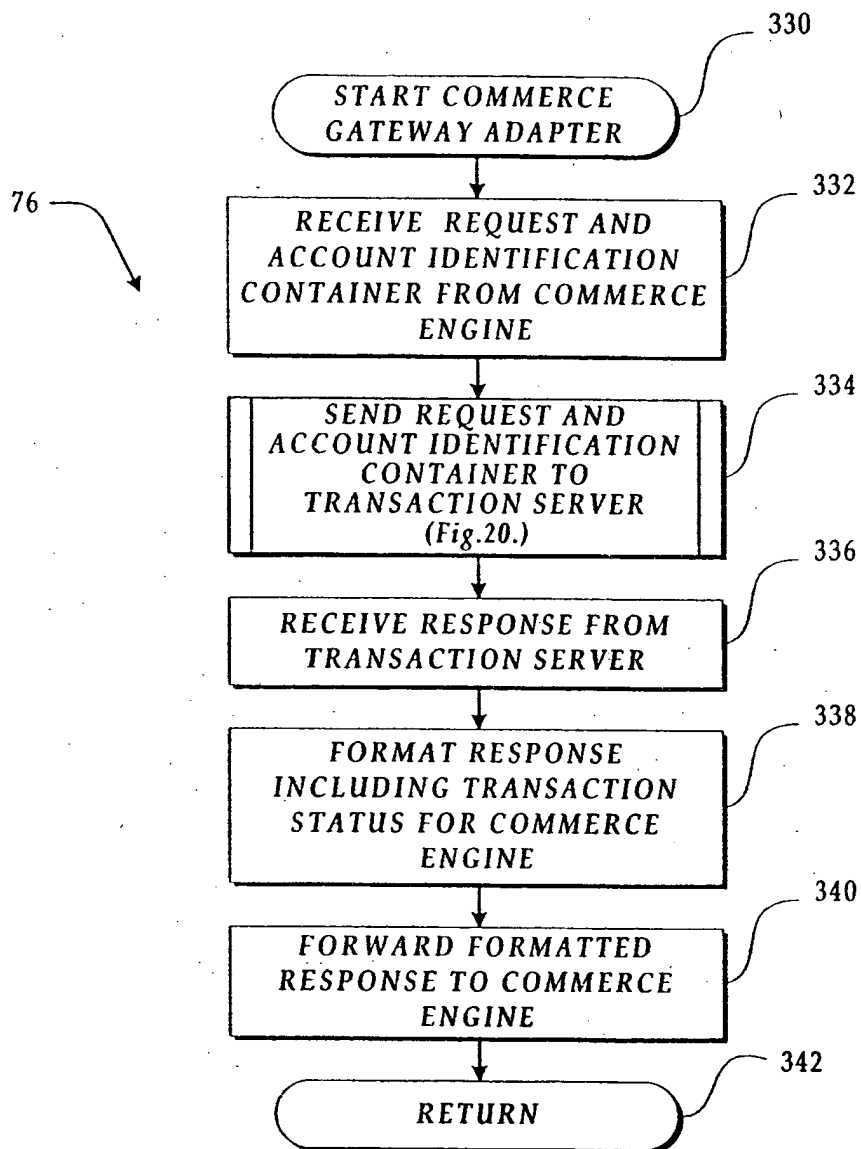 330
START COMMERCE
GATEWAY ADAPTER
332
76
RECEIVE REQUEST AND
ACCOUNT IDENTIFICATION
CONTAINER FROM COMMERCE
ENGINE
334
SEND REQUEST AND
ACCOUNT IDENTIFICATION
CONTAINER TO
TRANSACTION SERVER
(Fig.20.)
336
RECEIVE RESPONSE FROM
TRANSACTION SERVER
338
FORMAT RESPONSE
INCLUDING TRANSACTION
STATUS FOR COMMERCE
ENGINE
340
FORWARD FORMATTED
RESPONSE TO COMMERCE
ENGINE
342
RETURN